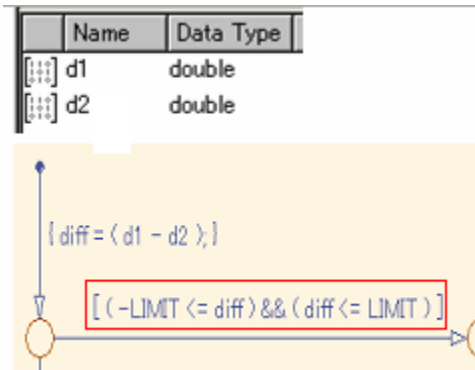 Name Data Type
d1 double
d2 double
{ diff = ( d1 - d2 ); }
[ ( -LIMIT <= diff ) && ( diff <= LIMIT ) ]